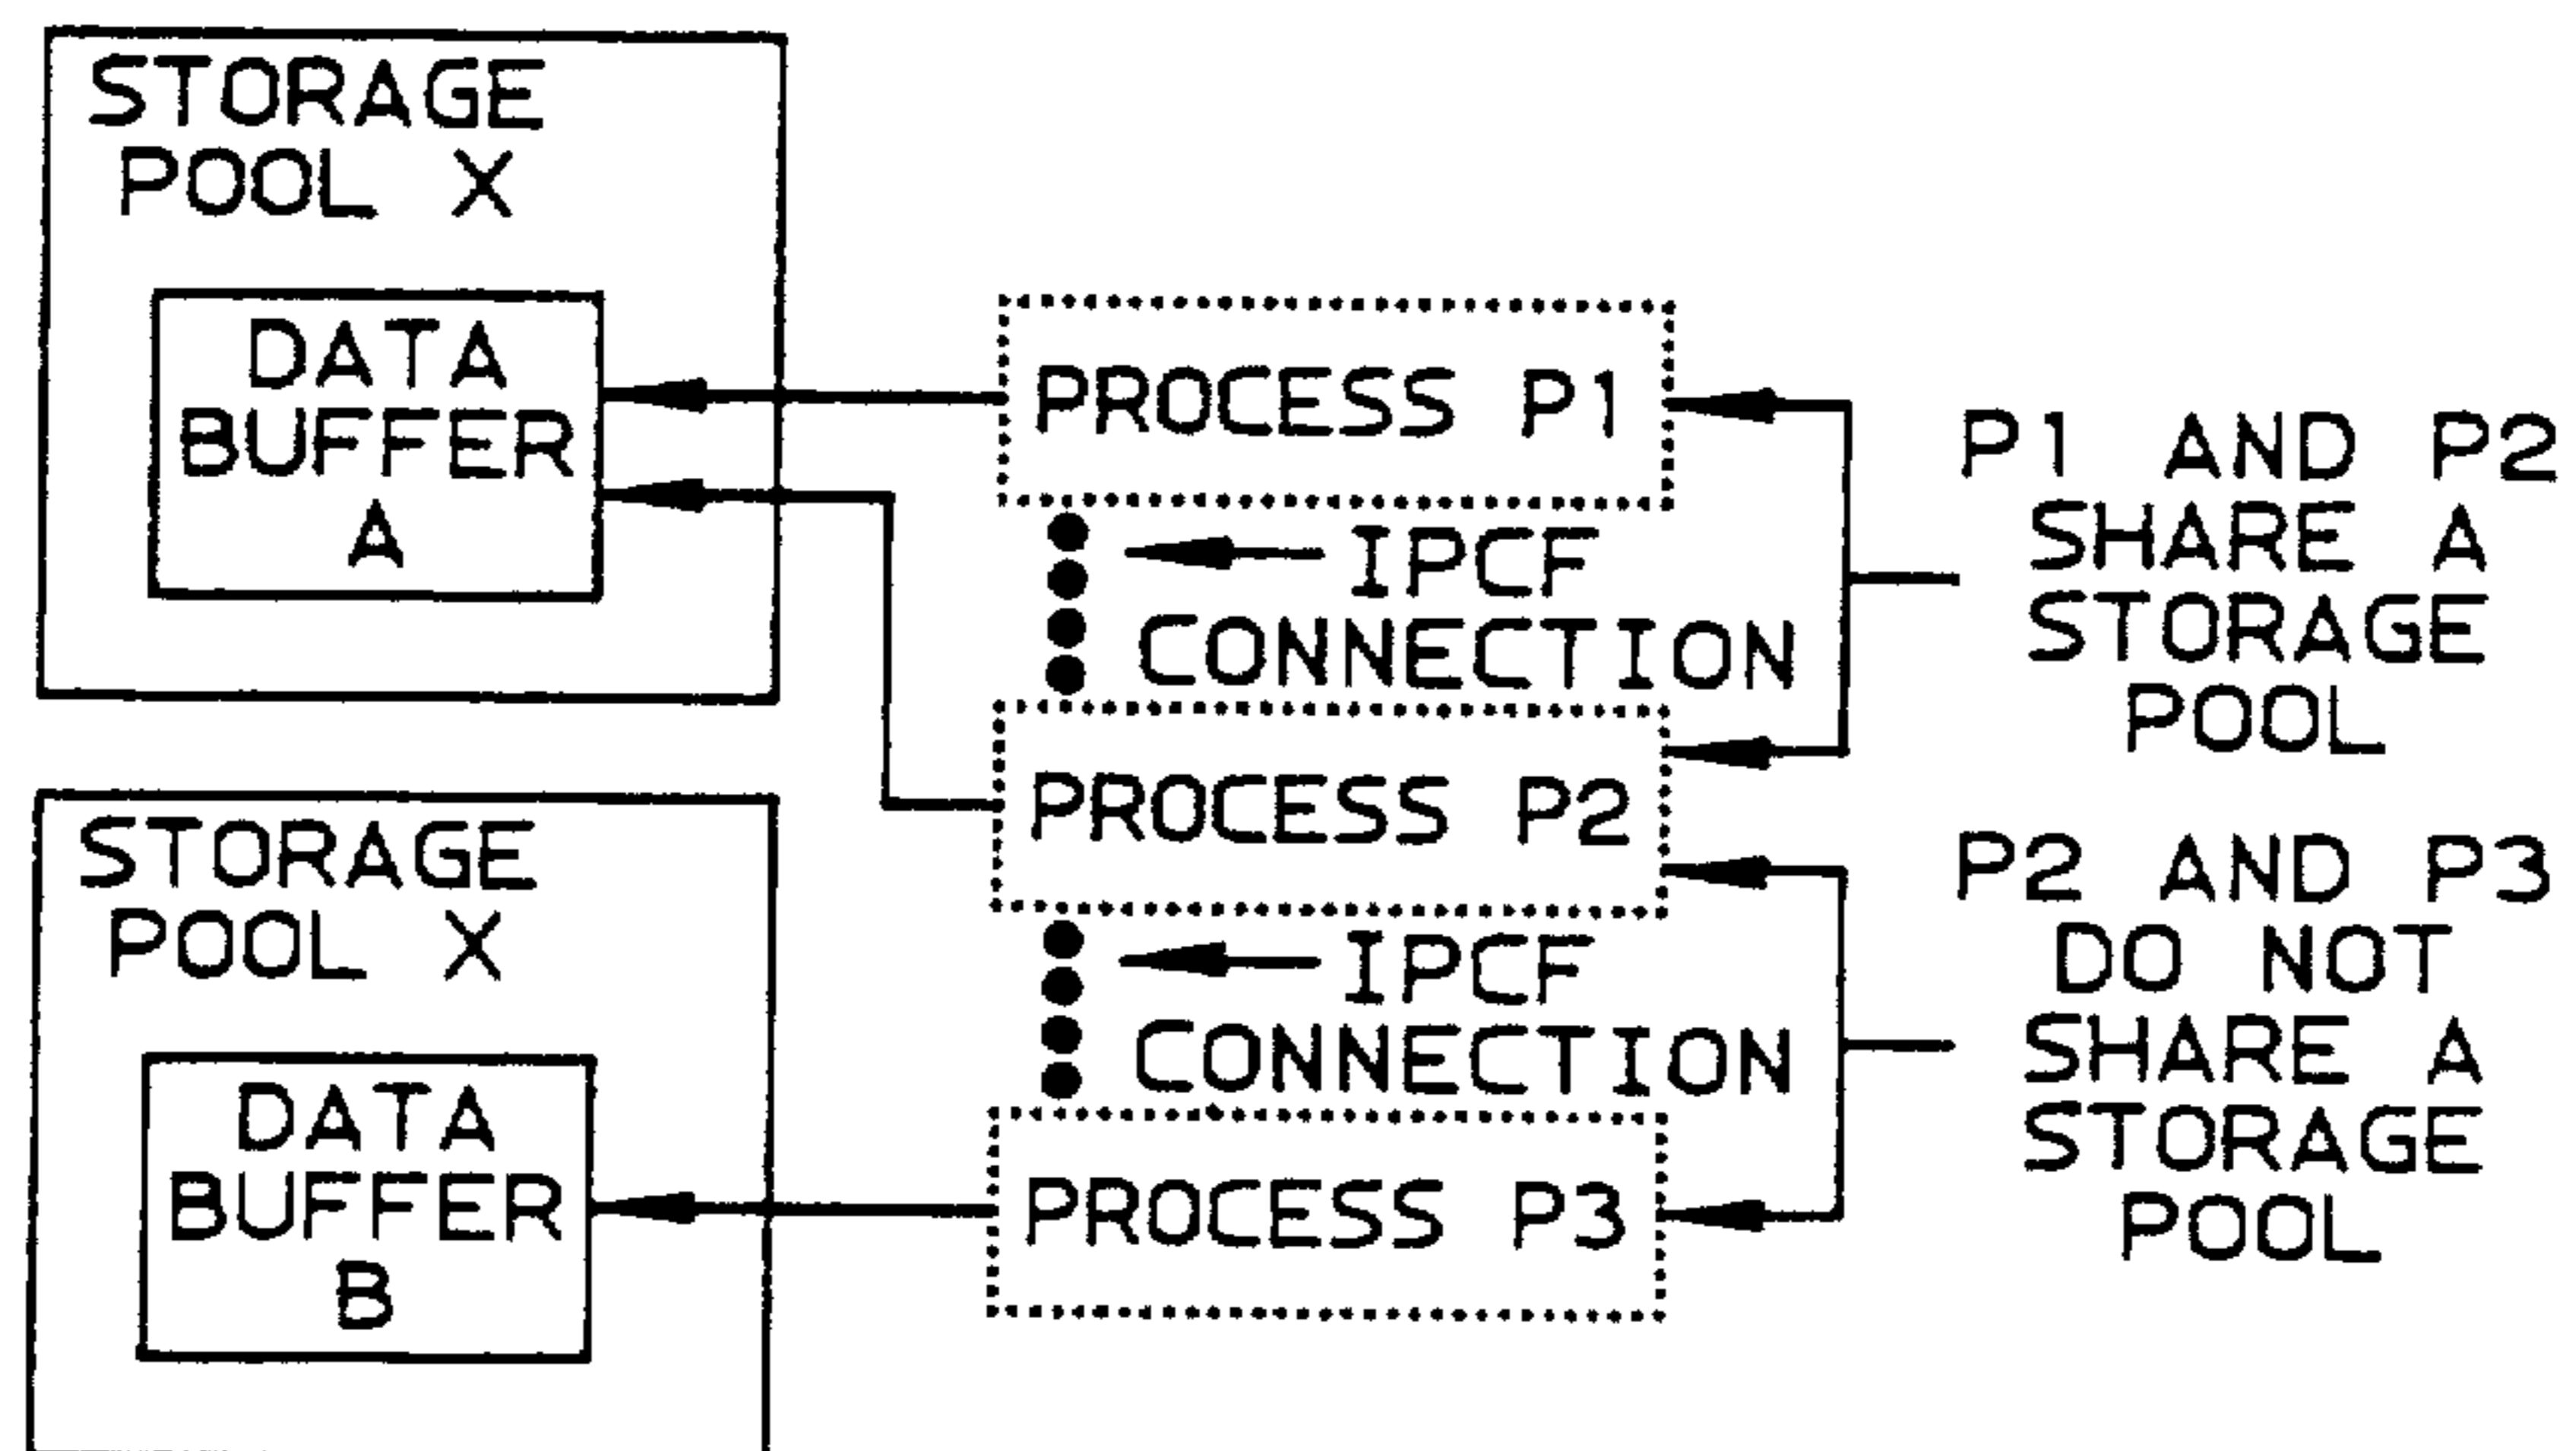 STORAGE
POOL X
DATA
BUFFER
A
PROCESS P1
IPCF
CONNECTION
P1 AND P2
SHARE A
STORAGE
POOL
PROCESS P2
STORAGE
POOL X
DATA
BUFFER
B
IPCF
CONNECTION
PROCESS P3
P2 AND P3
DO NOT
SHARE A
STORAGE
POOL